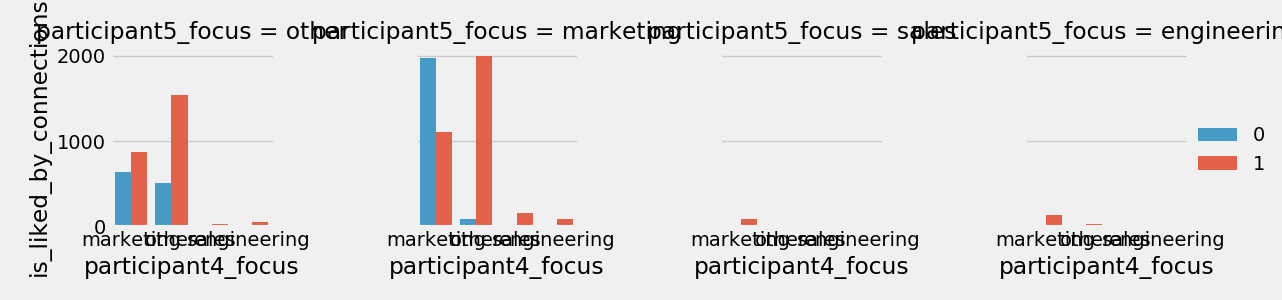 participant5_focus = other
participant5_focus = marketing
participant5_focus = sales
participant5_focus = engineerin
is_liked_by_connections
2000
1000
0
0
1
marketing other sales engineering
marketing other sales engineering
marketing other sales engineering
marketing other sales engineering
participant4_focus
participant4_focus
participant4_focus
participant4_focus